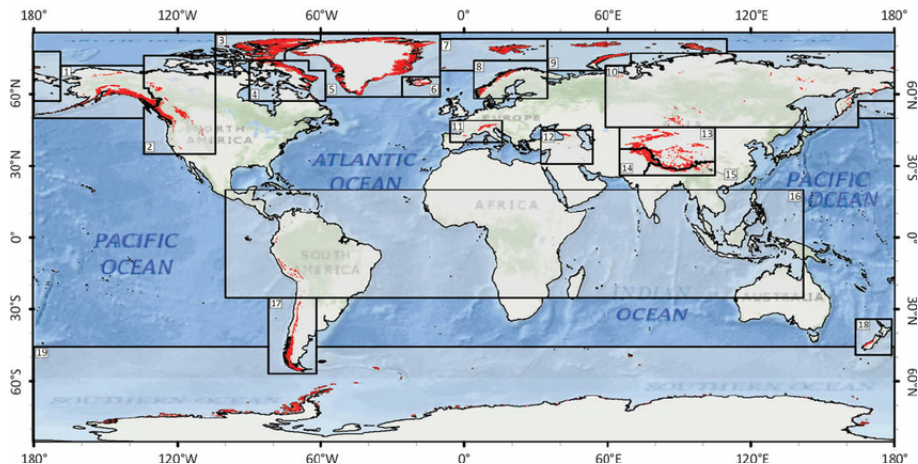 180°W 120°W 60°W 0°E 60°E 120°E 180°E
3
7
1
8
9
10
4
5
6
60°N
60°N
NORTH
AMERICA
EUROPE
ASIA
11
12
13
2
30°N
30°N
ATLANTIC
OCEAN
14
15
PACIFIC
OCEAN
16
AFRICA
0°
0°
PACIFIC
OCEAN
SOUTH
AMERICA
INDIAN
OCEAN
AUSTRALIA
17
30°S
30°S
18
19
60°S
60°S
SOUTHERN OCEAN
SOUTHERN OCEAN
180°W 120°W 60°W 0°E 60°E 120°E 180°E